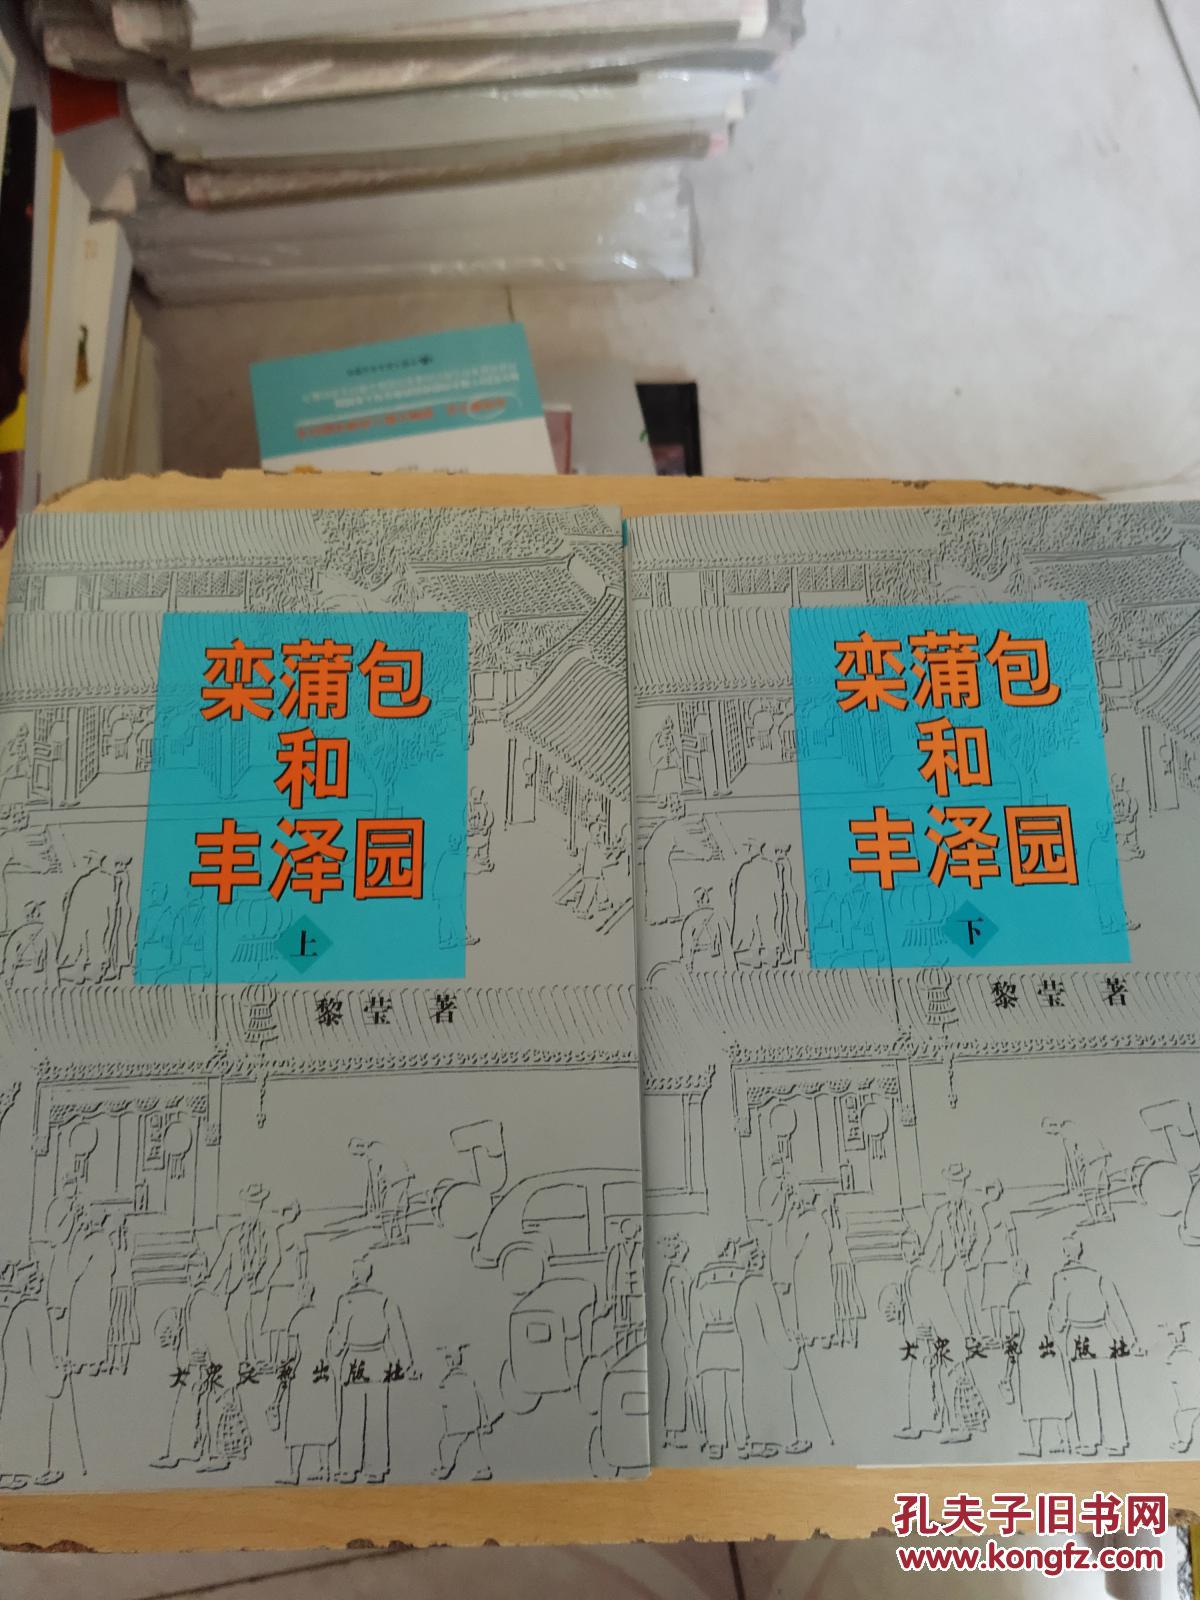 栾蒲包
和
丰泽园
上
黎莹 著
大众文艺出版社
栾蒲包
和
丰泽园
下
黎莹 著
大众文艺出版社
孔夫子旧书网
www.kongfz.com